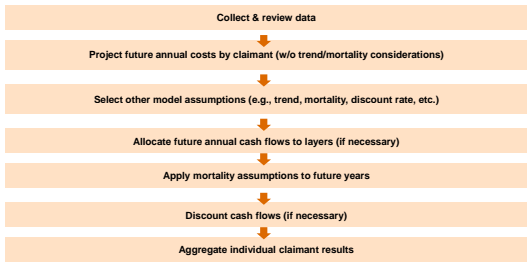 Collect & review data
Project future annual costs by claimant (w/o trend/mortality considerations)
Select other model assumptions (e.g., trend, mortality, discount rate, etc.)
Allocate future annual cash flows to layers (if necessary)
Apply mortality assumptions to future years
Discount cash flows (if necessary)
Aggregate individual claimant results